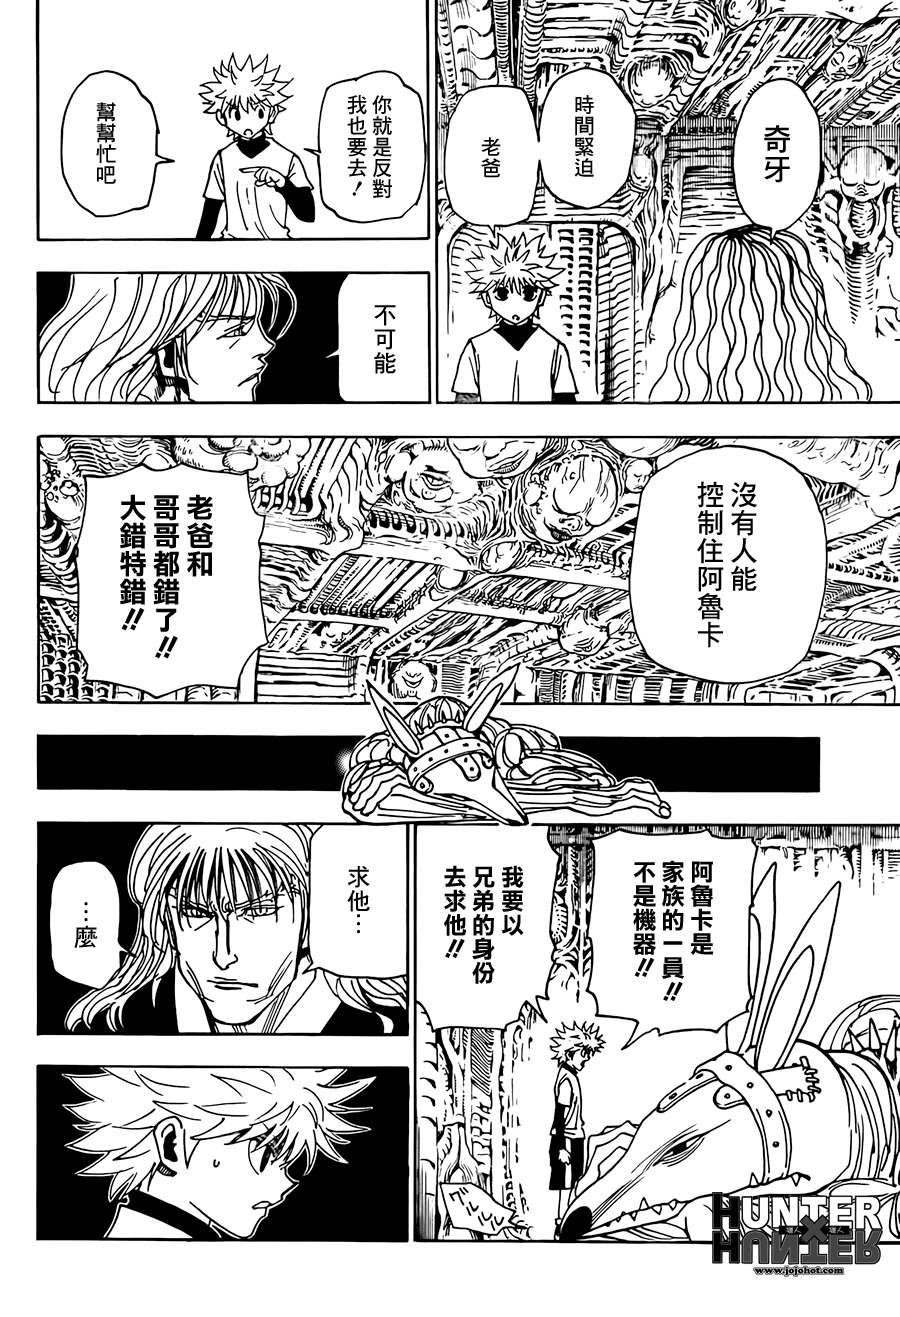 奇牙
時間緊迫
老爸
你就是反對
我也要去！
幫幫忙吧
不可能
沒有人能
控制住阿魯卡
老爸和
哥哥都錯了!!
大錯特錯!!
阿魯卡是
家族的一員
不是機器!!
我要以
兄弟的身份
去求他!!
求他…
…麼
HUNTER
×
HUNTER
www.jojohot.com